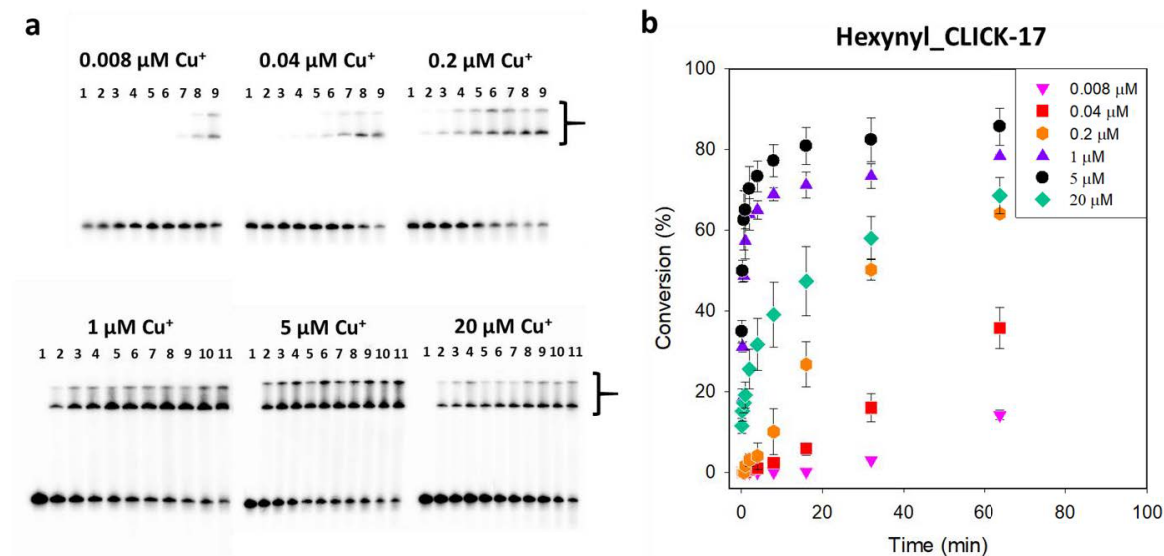 a
0.008 µM Cu⁺
0.04 µM Cu⁺
0.2 µM Cu⁺
1 2 3 4 5 6 7 8 9
1 2 3 4 5 6 7 8 9
1 2 3 4 5 6 7 8 9
1 µM Cu⁺
5 µM Cu⁺
20 µM Cu⁺
1 2 3 4 5 6 7 8 9 10 11
1 2 3 4 5 6 7 8 9 10 11
1 2 3 4 5 6 7 8 9 10 11
b
Hexynyl_CLICK-17
100
80
60
40
20
0
Conversion (%)
0.008 µM
0.04 µM
0.2 µM
1 µM
5 µM
20 µM
0 20 40 60 80 100
Time (min)